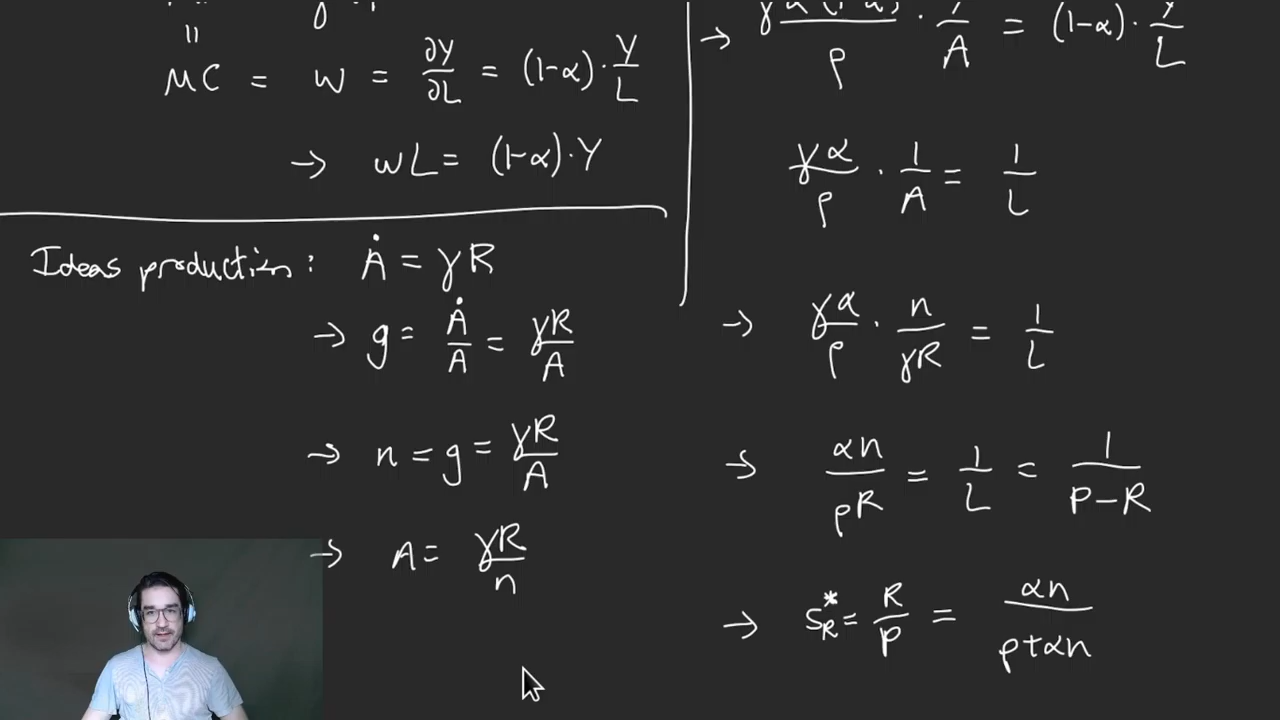 MC = w = ∂Y/∂L = (1-α)·Y/L
→ wL = (1-α)·Y
Ideas production: Ȧ = γR
→ g = Ȧ/A = γR/A
→ n = g = γR/A
→ A = γR/n
→ /ρ · Y/A = (1-α)·Y/L
γα/ρ · 1/A = 1/L
→ γα/ρ · n/γR = 1/L
→ αn/ρR = 1/L = 1/P-R
→ s*R = R/P = αn/ρ+αn